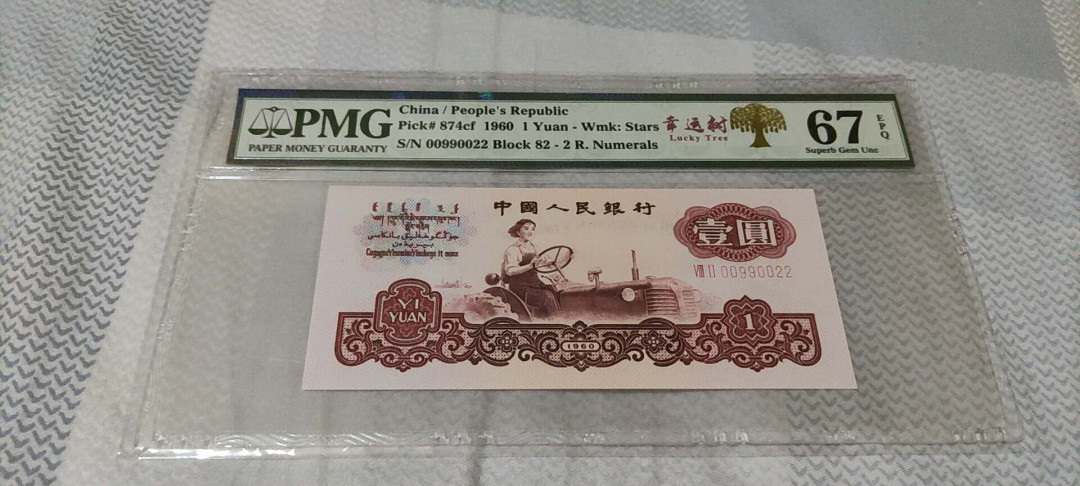 PMG
PAPER MONEY GUARANTY
China / People's Republic
Pick# 874cf 1960 1 Yuan - Wmk: Stars
S/N 00990022 Block 82 - 2 R. Numerals
幸运树
Lucky Tree
67
EPQ
Superb Gem Unc
中國人民銀行
壹圓
VIII II 00990022
YI
YUAN
1960
1